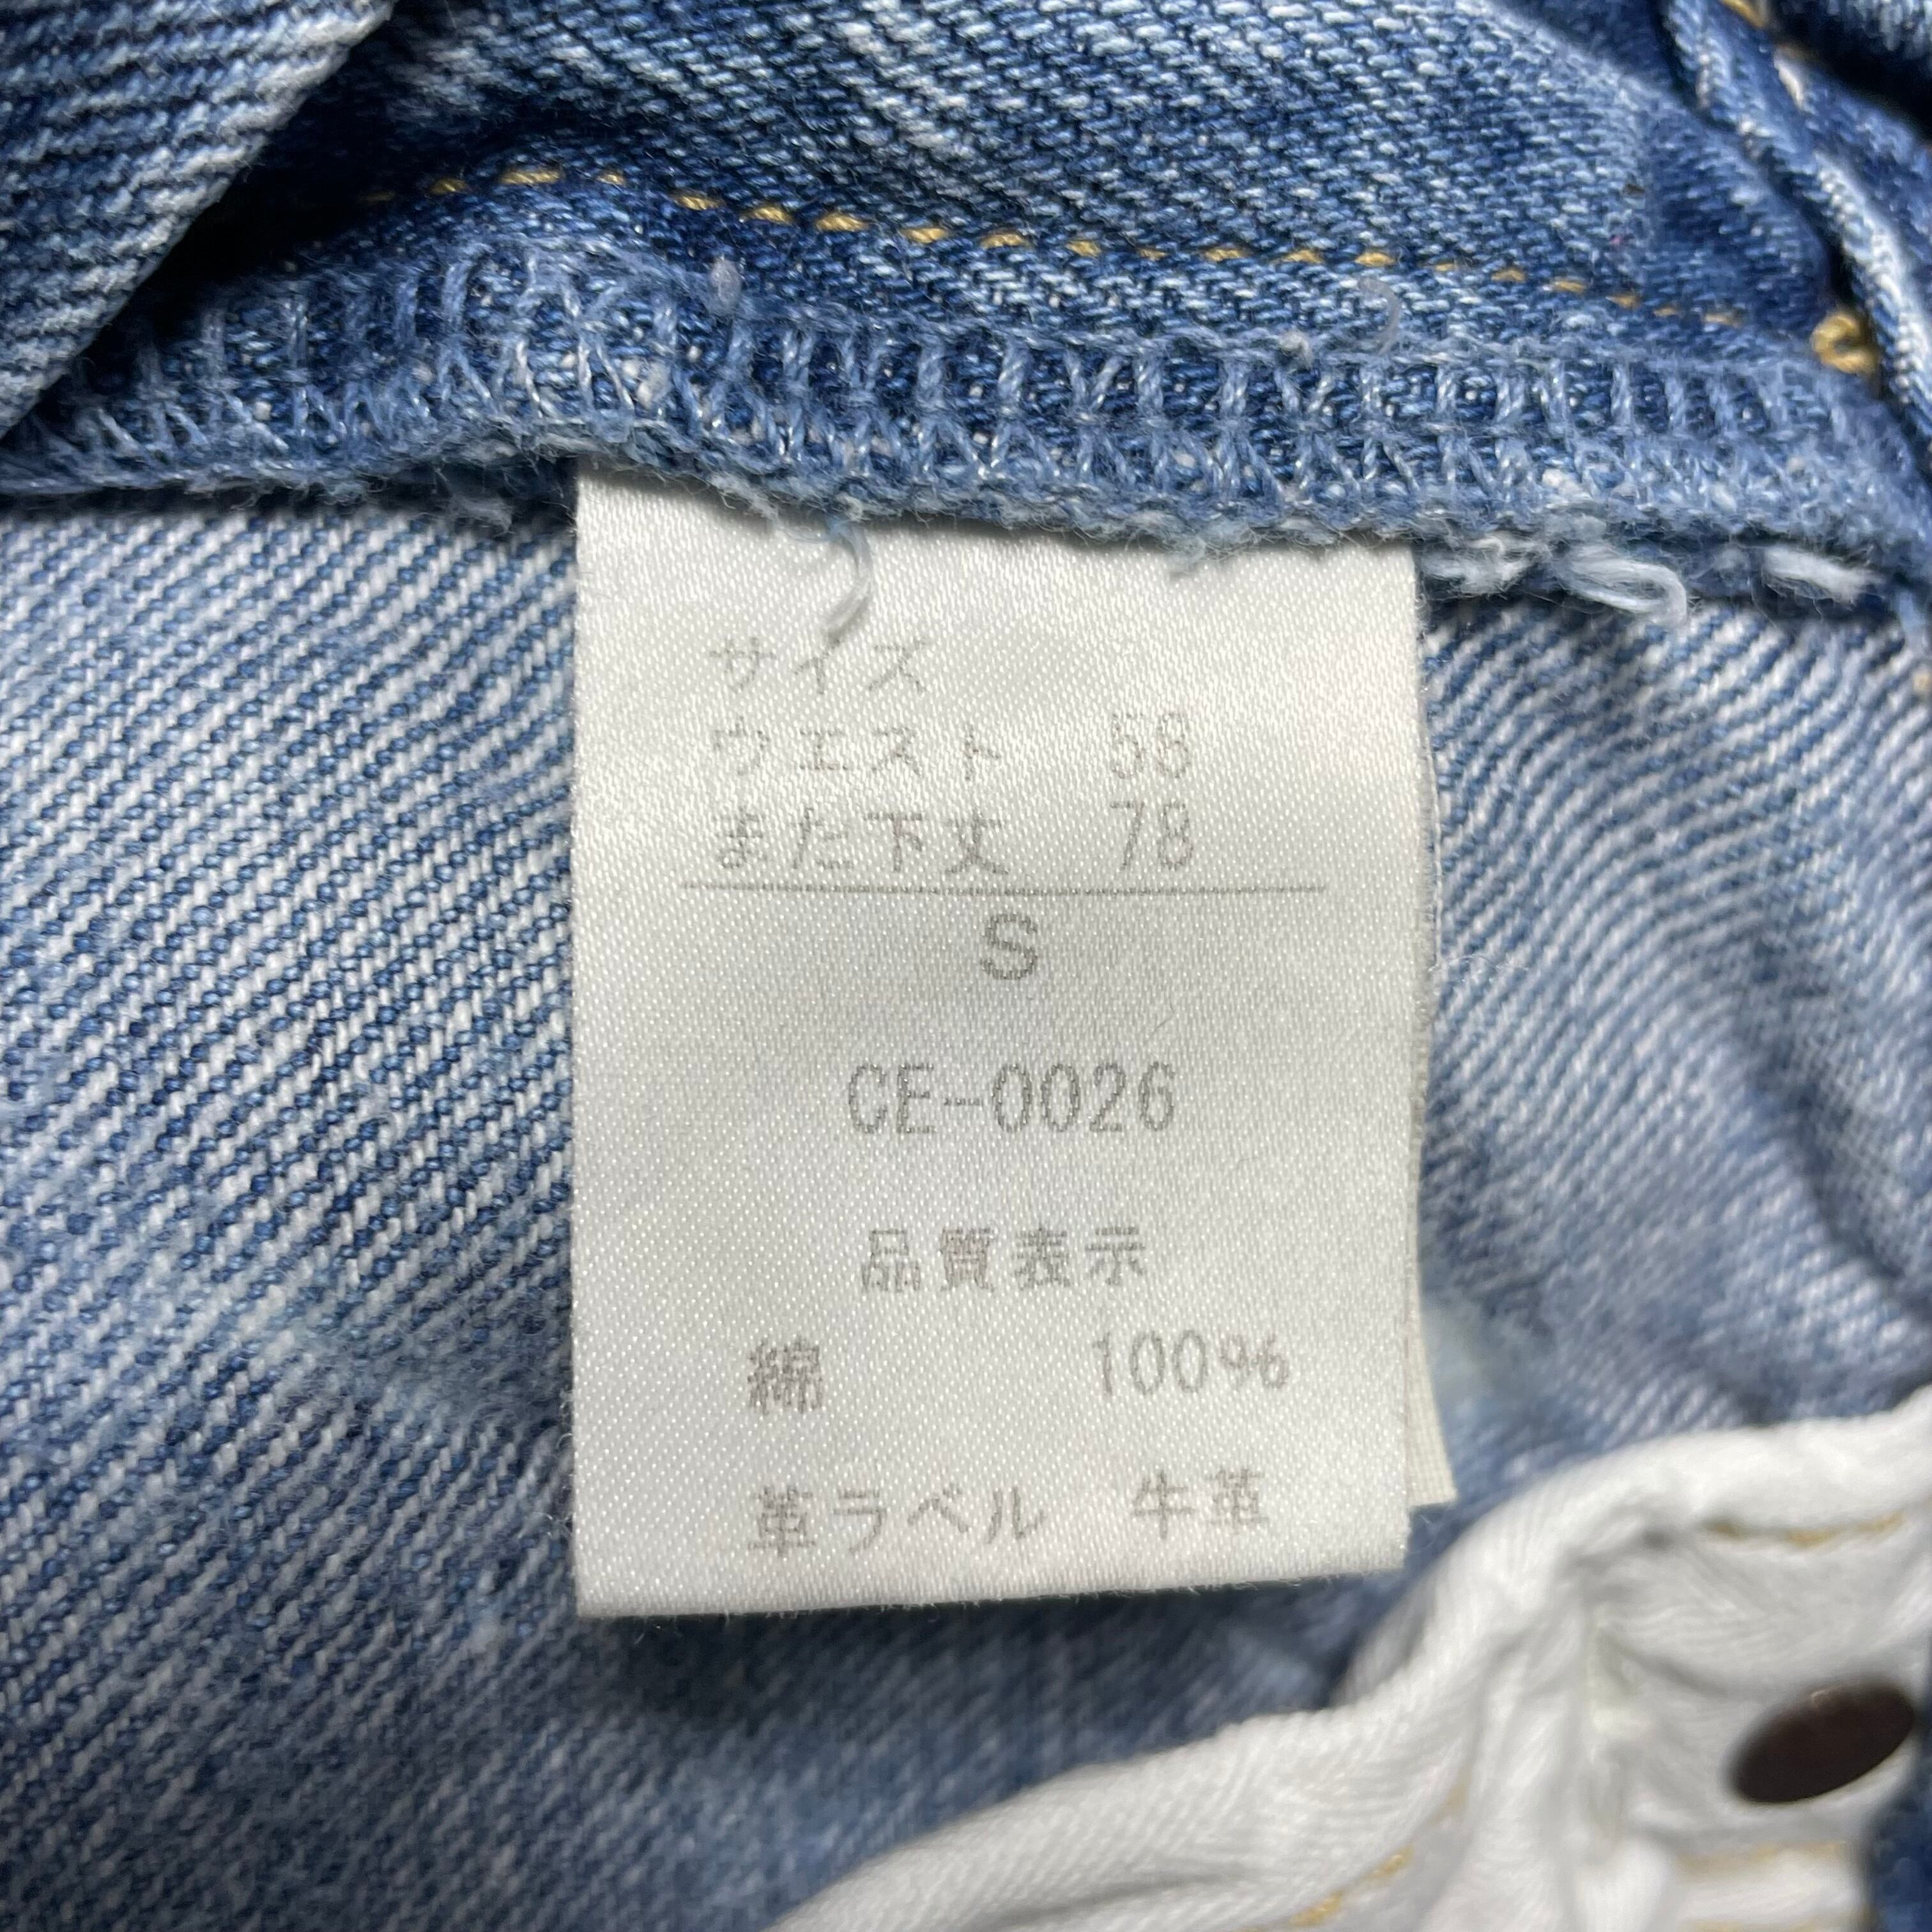 サイズ
ウエスト 58
また下丈 78
S
CE-0026
品質表示
綿 100%
革ラベル 牛革